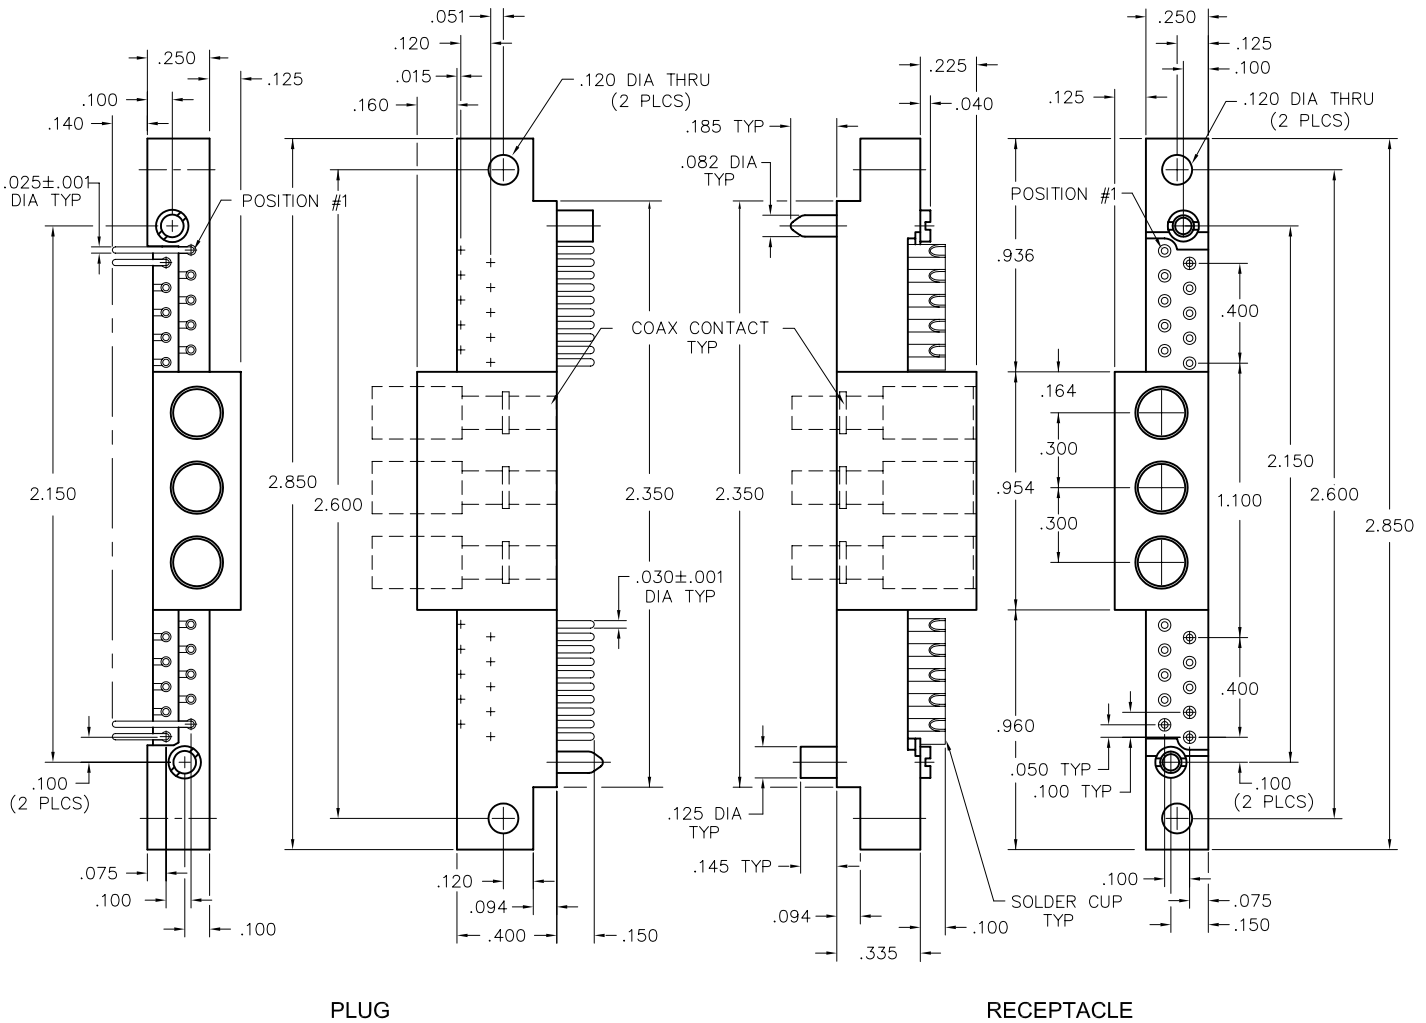 .051
.250
.120
.250
.125
.125
.015
.120 DIA THRU
(2 PLCS)
.225
.100
.100
.160
.040
.125
.120 DIA THRU
(2 PLCS)
.140
.185 TYP
.082 DIA
TYP
.025±.001
DIA TYP
POSITION #1
POSITION #1
.936
.400
COAX CONTACT
TYP
.164
.300
2.150
2.850
2.600
2.350
2.350
.954
1.100
2.150
2.600
2.850
.300
.030±.001
DIA TYP
.400
.960
.050 TYP
.100 TYP
.100
(2 PLCS)
.100
(2 PLCS)
.125 DIA
TYP
.075
.120
.145 TYP
.100
.100
.094
.094
SOLDER CUP
TYP
.075
.100
.400
.150
.100
.150
.335
PLUG
RECEPTACLE